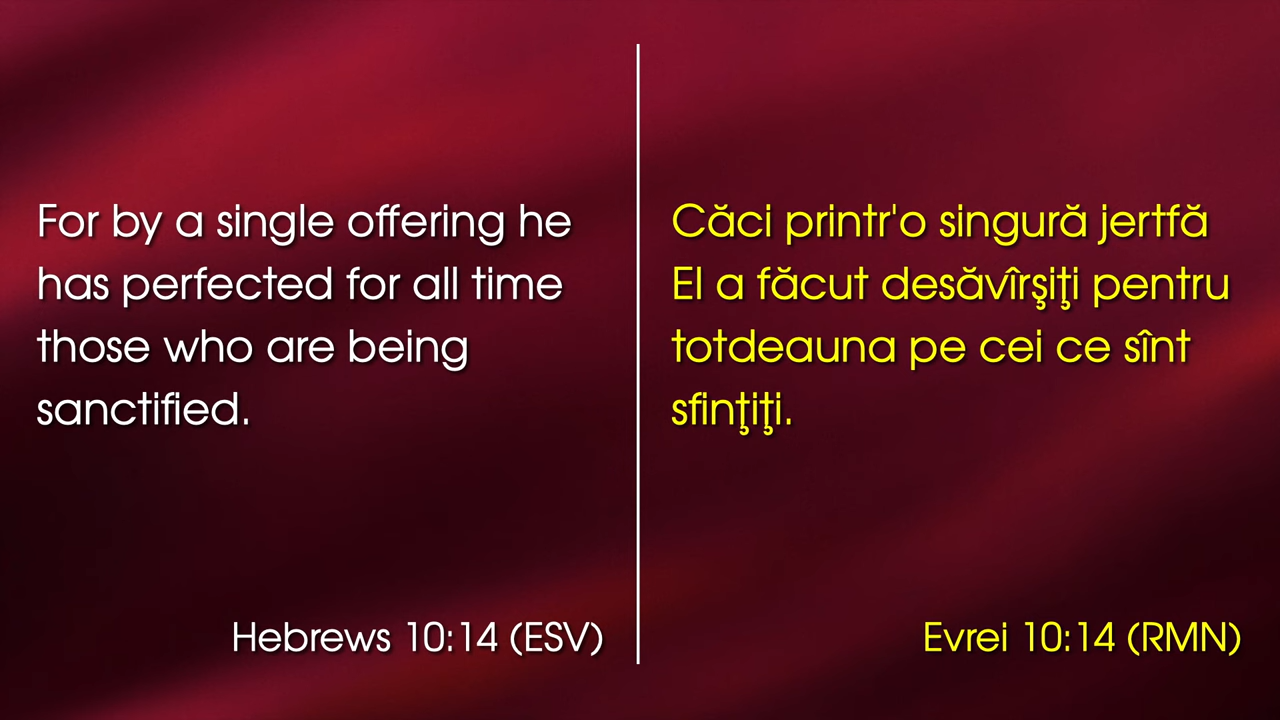 For by a single offering he
has perfected for all time
those who are being
sanctified.
Hebrews 10:14 (ESV)
Căci printr'o singură jertfă
El a făcut desăvîrşiţi pentru
totdeauna pe cei ce sînt
sfinţiţi.
Evrei 10:14 (RMN)